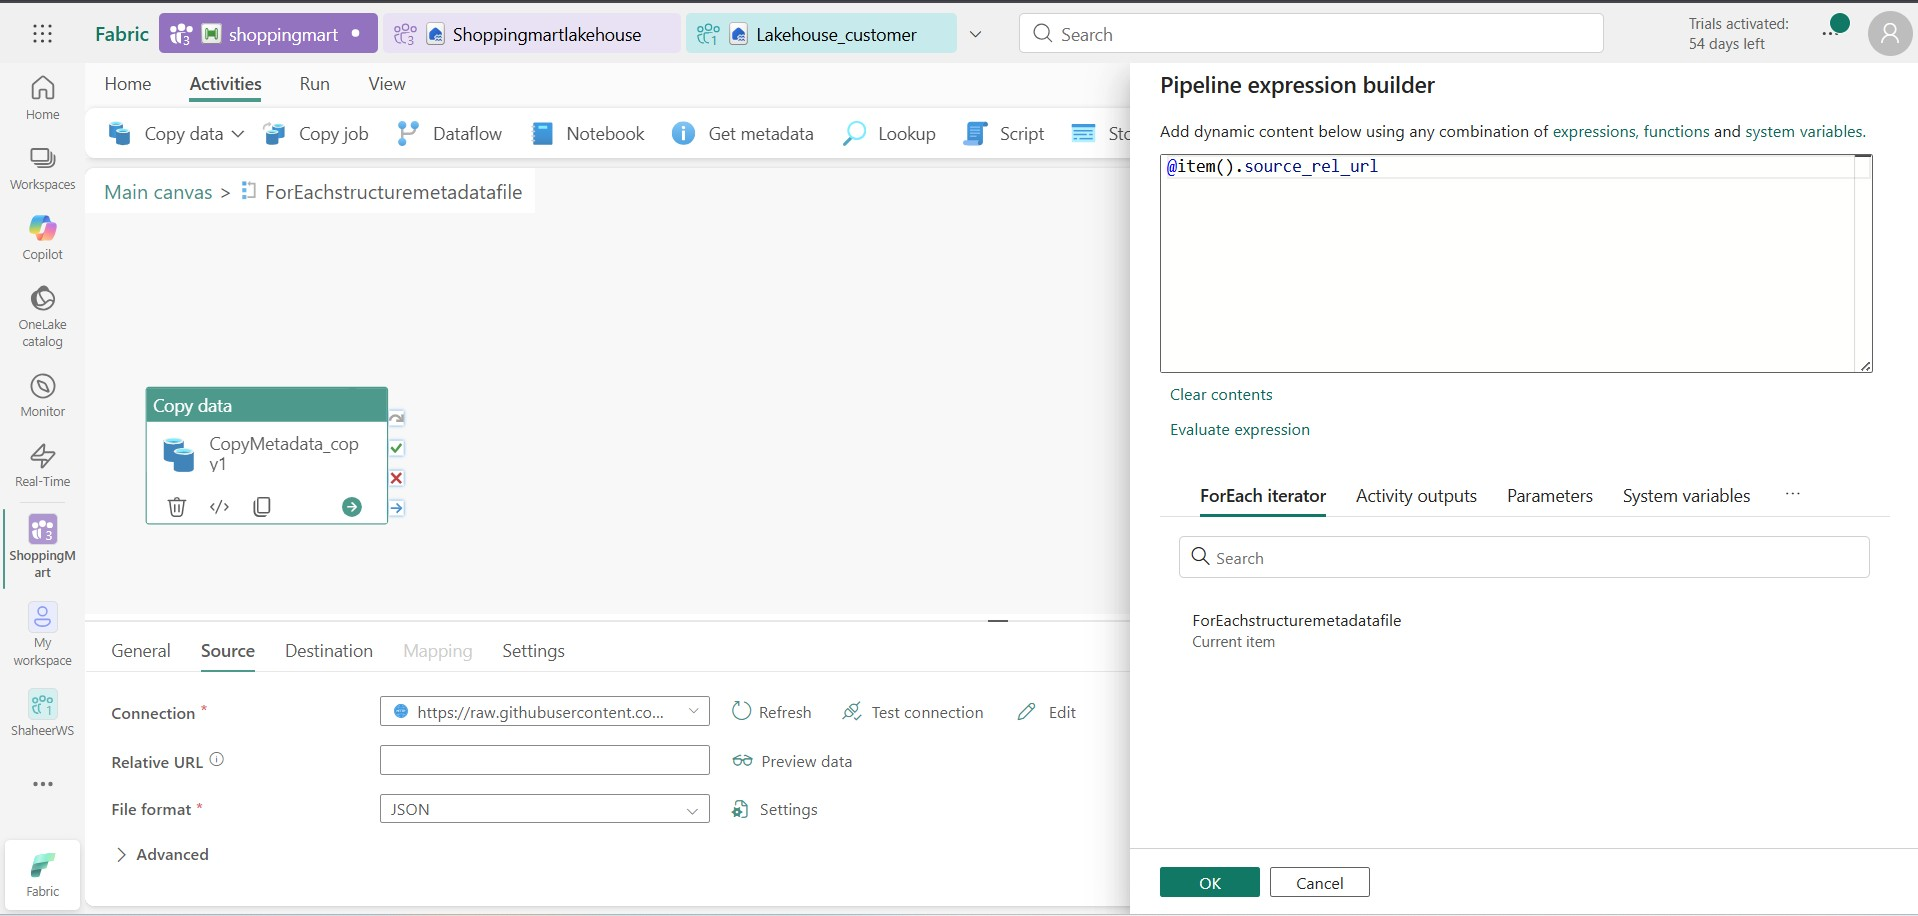 Fabric
3
shoppingmart
3
Shoppingmartlakehouse
1
Lakehouse_customer
Search
Trials activated:
54 days left
Home
Workspaces
Copilot
OneLake
catalog
Monitor
Real-Time
3
ShoppingM
art
My
workspace
1
ShaheerWS
Fabric
Home
Activities
Run
View
Copy data
Copy job
Dataflow
Notebook
Get metadata
Lookup
Script
Sto
Main canvas > ForEachstructuremetadatafile
Copy data
CopyMetadata_cop
y1
General
Source
Destination
Mapping
Settings
Connection *
https://raw.githubusercontent.co...
Refresh
Test connection
Edit
Relative URL
Preview data
File format *
JSON
Settings
Advanced
Pipeline expression builder
Add dynamic content below using any combination of expressions, functions and system variables.
@item().source_rel_url
Clear contents
Evaluate expression
ForEach iterator
Activity outputs
Parameters
System variables
Search
ForEachstructuremetadatafile
Current item
OK
Cancel